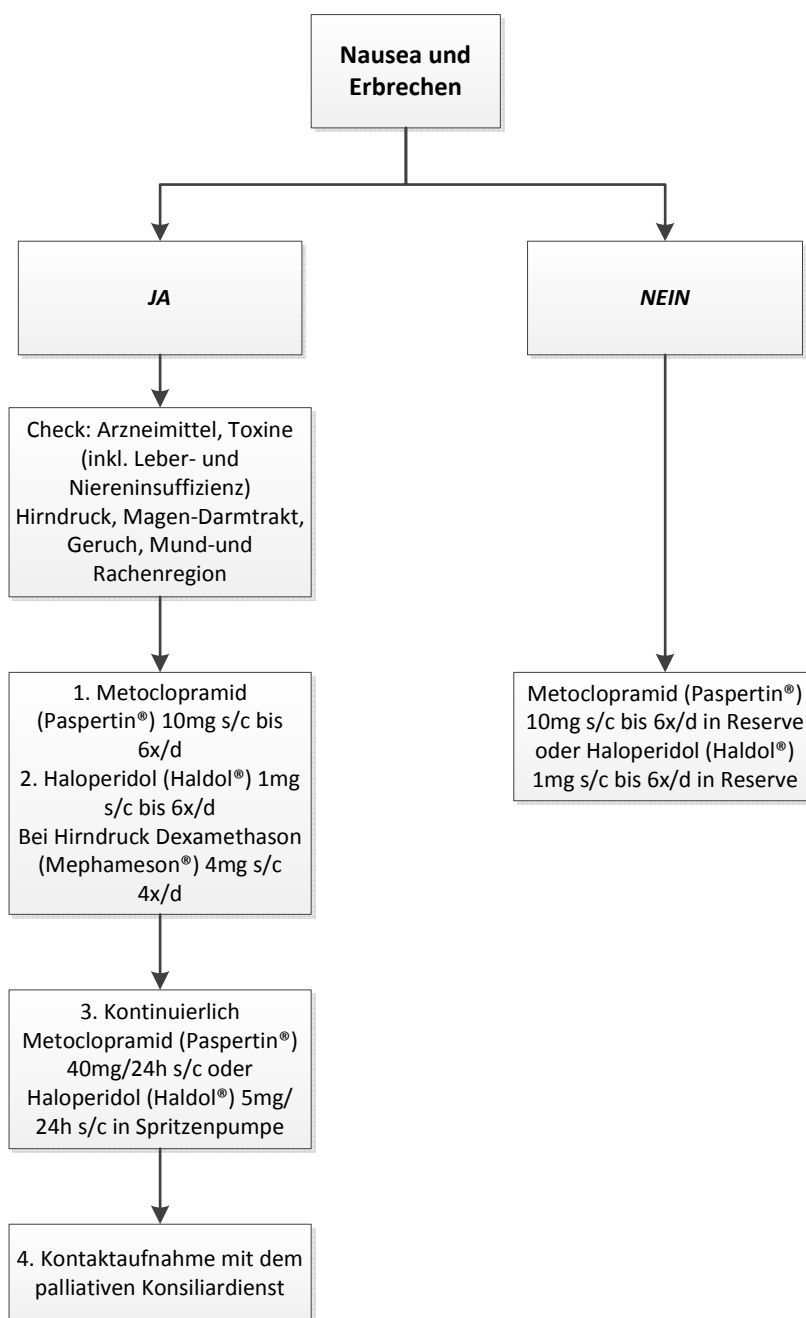 Nausea und
Erbrechen
JA
NEIN
Check: Arzneimittel, Toxine
(inkl. Leber- und
Niereninsuffizienz)
Hirndruck, Magen-Darmtrakt,
Geruch, Mund-und
Rachenregion
1. Metoclopramid
(Paspertin®) 10mg s/c bis
6x/d
2. Haloperidol (Haldol®) 1mg
s/c bis 6x/d
Bei Hirndruck Dexamethason
(Mephameson®) 4mg s/c
4x/d
Metoclopramid (Paspertin®)
10mg s/c bis 6x/d in Reserve
oder Haloperidol (Haldol®)
1mg s/c bis 6x/d in Reserve
3. Kontinuierlich
Metoclopramid (Paspertin®)
40mg/24h s/c oder
Haloperidol (Haldol®) 5mg/
24h s/c in Spritzenpumpe
4. Kontaktaufnahme mit dem
palliativen Konsiliardienst